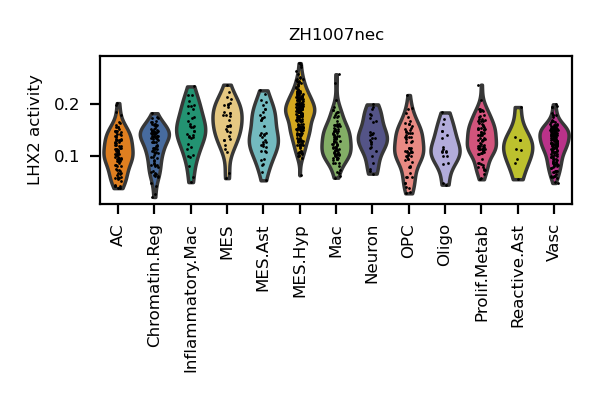 ZH1007nec
LHX2 activity
0.2
0.1
AC
Chromatin.Reg
Inflammatory.Mac
MES
MES.Ast
MES.Hyp
Mac
Neuron
OPC
Oligo
Prolif.Metab
Reactive.Ast
Vasc